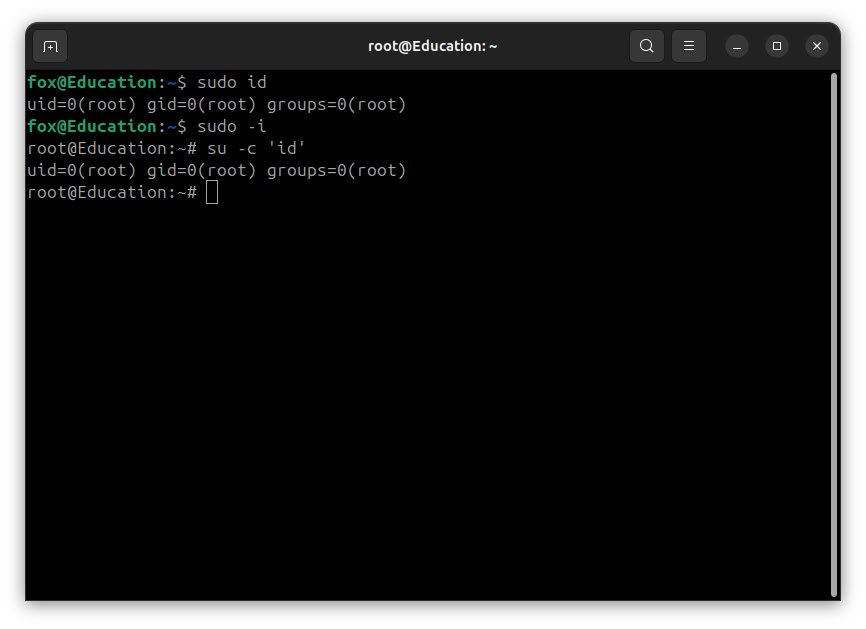 root@Education: ~
fox@Education:~$ sudo id
uid=0(root) gid=0(root) groups=0(root)
fox@Education:~$ sudo -i
root@Education:~# su -c 'id'
uid=0(root) gid=0(root) groups=0(root)
root@Education:~#